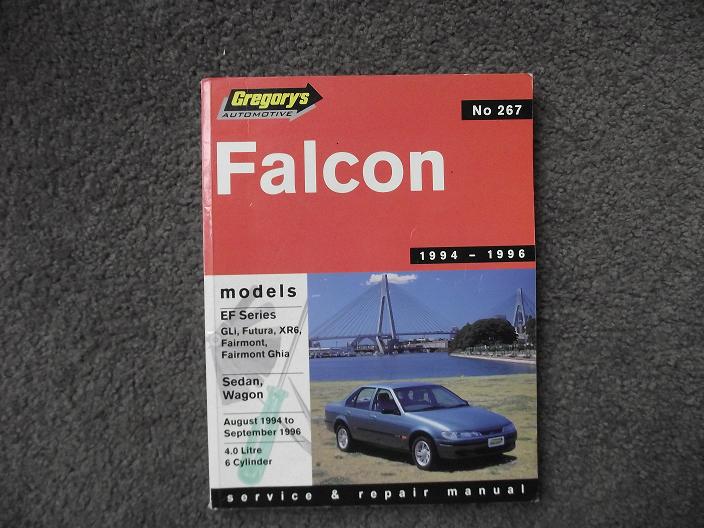 Gregory's
AUTOMOTIVE
No 267
Falcon
1994 - 1996
models
EF Series
GLi, Futura, XR6,
Fairmont,
Fairmont Ghia
Sedan,
Wagon
August 1994 to
September 1996
4.0 Litre
6 Cylinder
service & repair manual